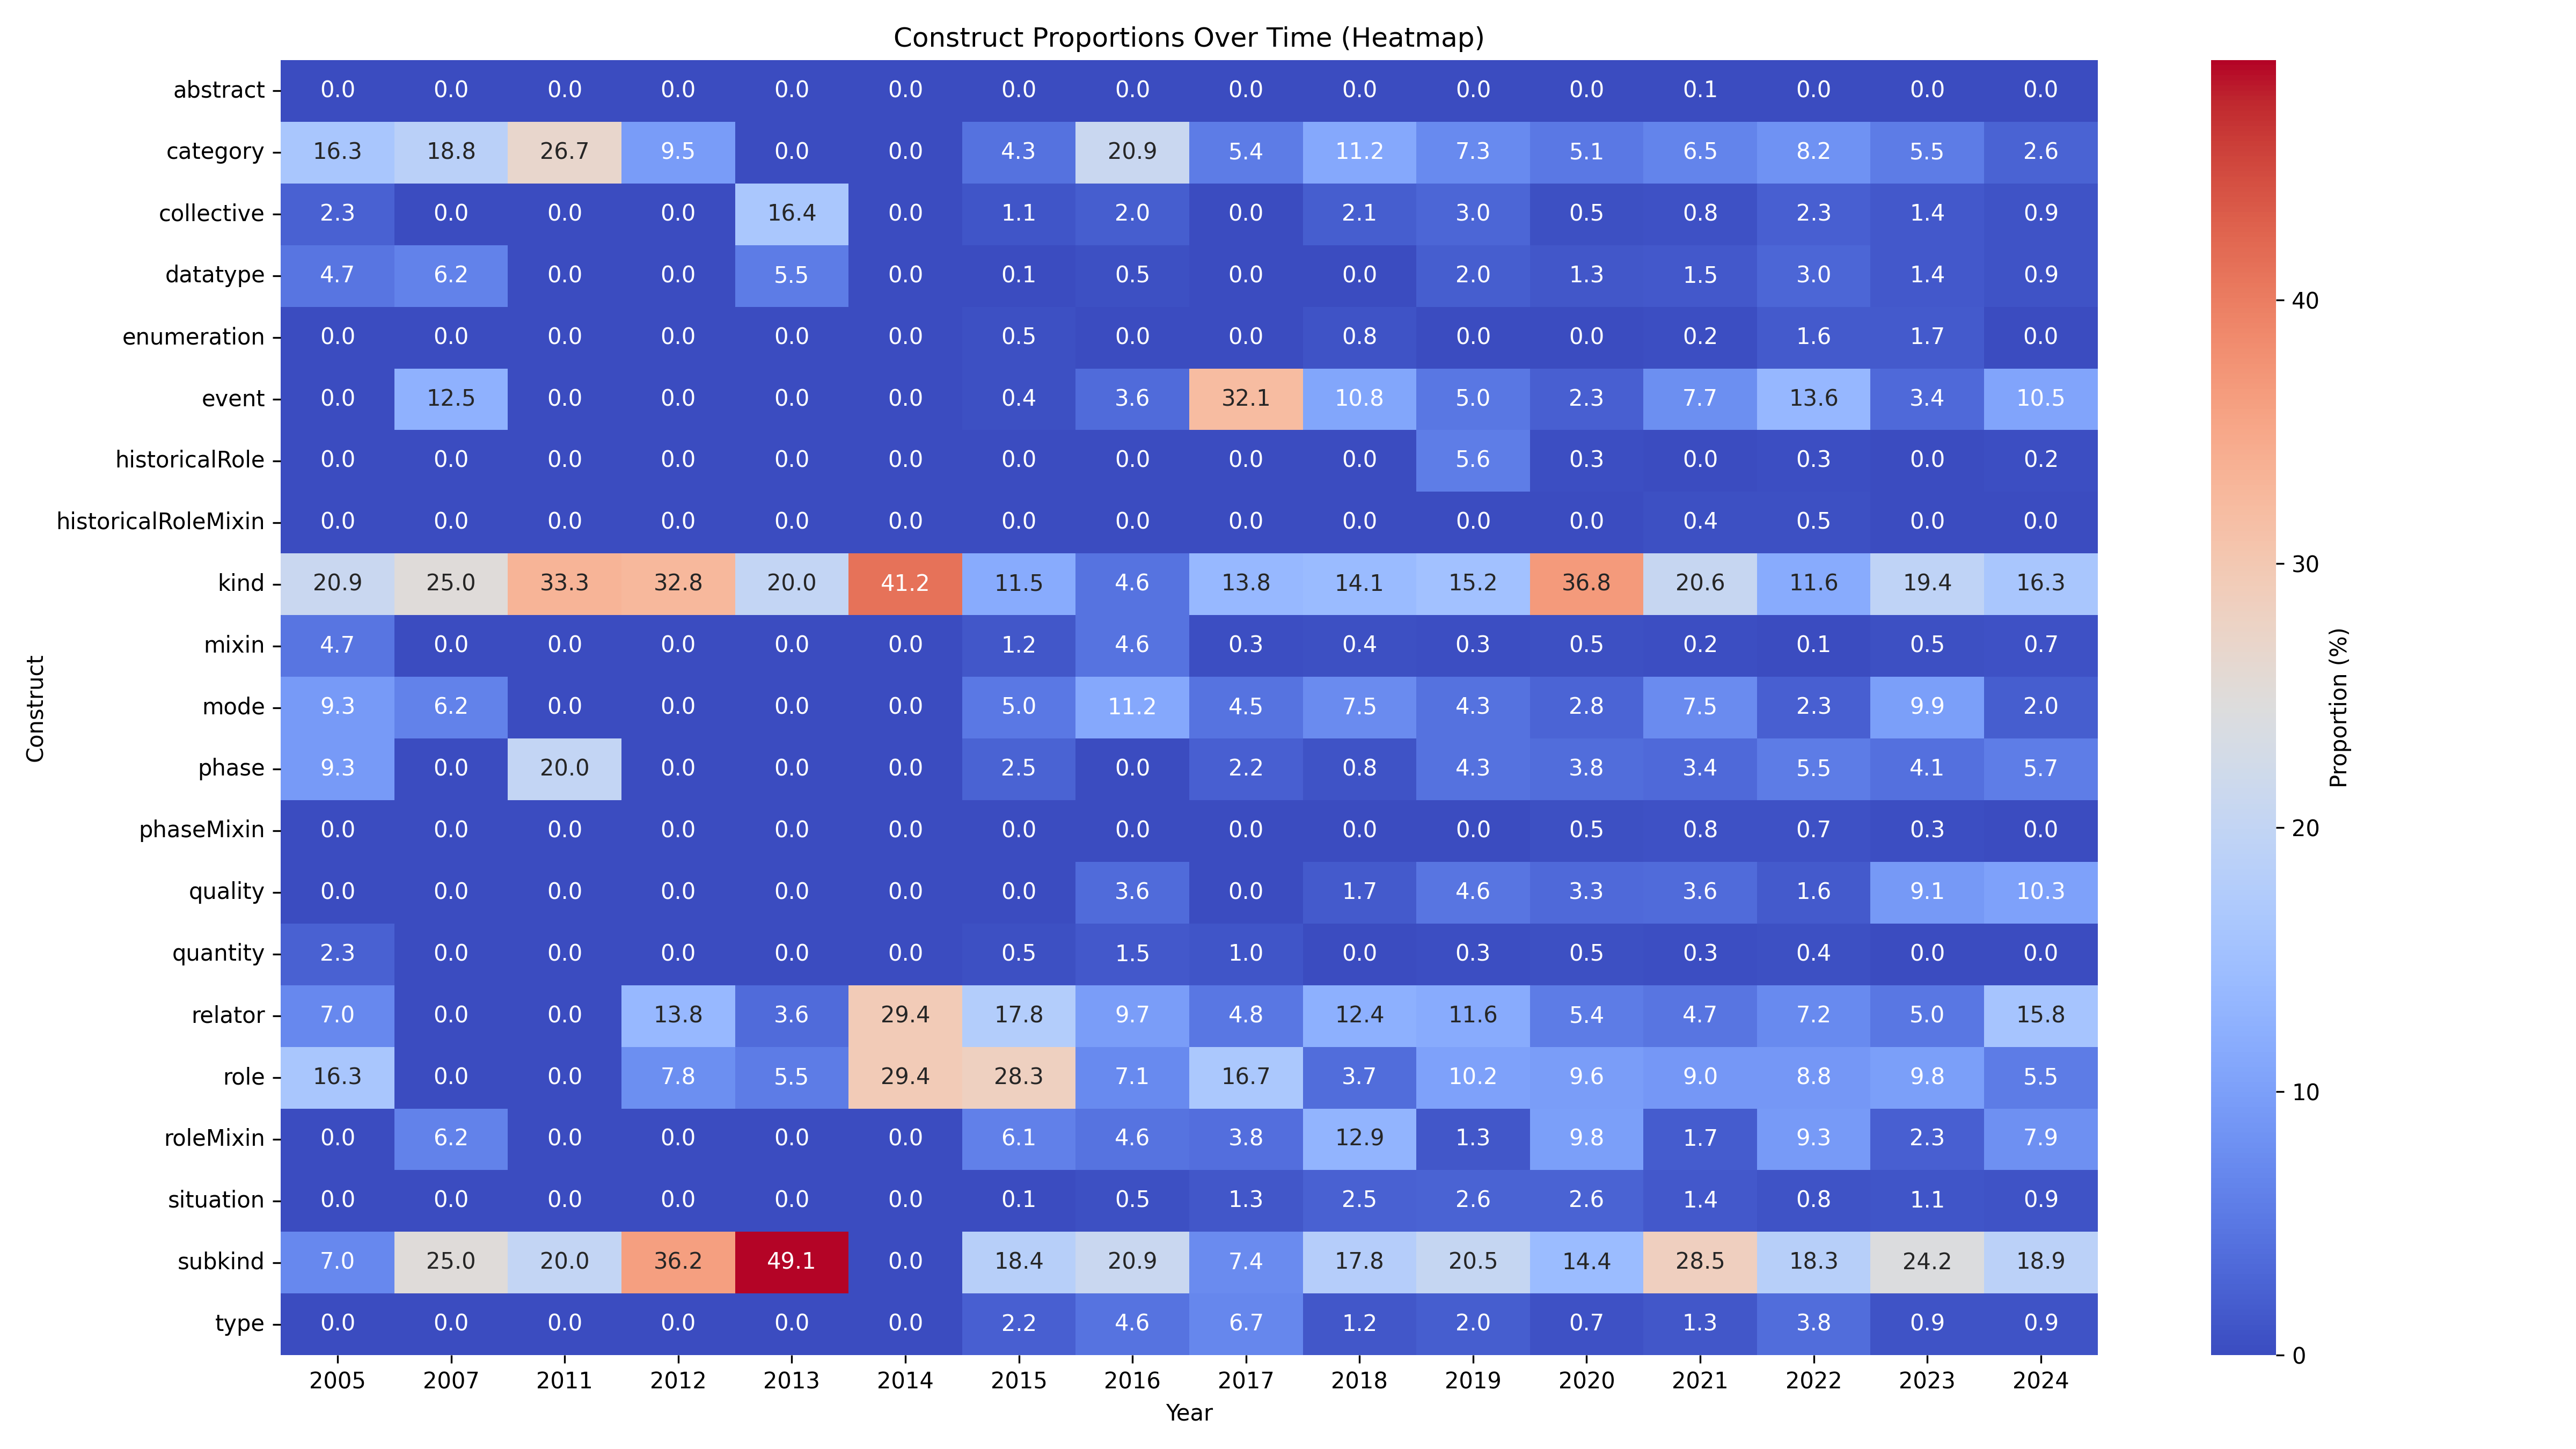 Construct Proportions Over Time (Heatmap)
abstract 0.0 0.0 0.0 0.0 0.0 0.0 0.0 0.0 0.0 0.0 0.0 0.0 0.1 0.0 0.0 0.0
category 16.3 18.8 26.7 9.5 0.0 0.0 4.3 20.9 5.4 11.2 7.3 5.1 6.5 8.2 5.5 2.6
collective 2.3 0.0 0.0 0.0 16.4 0.0 1.1 2.0 0.0 2.1 3.0 0.5 0.8 2.3 1.4 0.9
datatype 4.7 6.2 0.0 0.0 5.5 0.0 0.1 0.5 0.0 0.0 2.0 1.3 1.5 3.0 1.4 0.9
enumeration 0.0 0.0 0.0 0.0 0.0 0.0 0.5 0.0 0.0 0.8 0.0 0.0 0.2 1.6 1.7 0.0
event 0.0 12.5 0.0 0.0 0.0 0.0 0.4 3.6 32.1 10.8 5.0 2.3 7.7 13.6 3.4 10.5
historicalRole 0.0 0.0 0.0 0.0 0.0 0.0 0.0 0.0 0.0 0.0 5.6 0.3 0.0 0.3 0.0 0.2
historicalRoleMixin 0.0 0.0 0.0 0.0 0.0 0.0 0.0 0.0 0.0 0.0 0.0 0.0 0.4 0.5 0.0 0.0
kind 20.9 25.0 33.3 32.8 20.0 41.2 11.5 4.6 13.8 14.1 15.2 36.8 20.6 11.6 19.4 16.3
mixin 4.7 0.0 0.0 0.0 0.0 0.0 1.2 4.6 0.3 0.4 0.3 0.5 0.2 0.1 0.5 0.7
mode 9.3 6.2 0.0 0.0 0.0 0.0 5.0 11.2 4.5 7.5 4.3 2.8 7.5 2.3 9.9 2.0
phase 9.3 0.0 20.0 0.0 0.0 0.0 2.5 0.0 2.2 0.8 4.3 3.8 3.4 5.5 4.1 5.7
phaseMixin 0.0 0.0 0.0 0.0 0.0 0.0 0.0 0.0 0.0 0.0 0.0 0.5 0.8 0.7 0.3 0.0
quality 0.0 0.0 0.0 0.0 0.0 0.0 0.0 3.6 0.0 1.7 4.6 3.3 3.6 1.6 9.1 10.3
quantity 2.3 0.0 0.0 0.0 0.0 0.0 0.5 1.5 1.0 0.0 0.3 0.5 0.3 0.4 0.0 0.0
relator 7.0 0.0 0.0 13.8 3.6 29.4 17.8 9.7 4.8 12.4 11.6 5.4 4.7 7.2 5.0 15.8
role 16.3 0.0 0.0 7.8 5.5 29.4 28.3 7.1 16.7 3.7 10.2 9.6 9.0 8.8 9.8 5.5
roleMixin 0.0 6.2 0.0 0.0 0.0 0.0 6.1 4.6 3.8 12.9 1.3 9.8 1.7 9.3 2.3 7.9
situation 0.0 0.0 0.0 0.0 0.0 0.0 0.1 0.5 1.3 2.5 2.6 2.6 1.4 0.8 1.1 0.9
subkind 7.0 25.0 20.0 36.2 49.1 0.0 18.4 20.9 7.4 17.8 20.5 14.4 28.5 18.3 24.2 18.9
type 0.0 0.0 0.0 0.0 0.0 0.0 2.2 4.6 6.7 1.2 2.0 0.7 1.3 3.8 0.9 0.9
2005 2007 2011 2012 2013 2014 2015 2016 2017 2018 2019 2020 2021 2022 2023 2024
Year
Construct
40
30
20
10
0
Proportion (%)